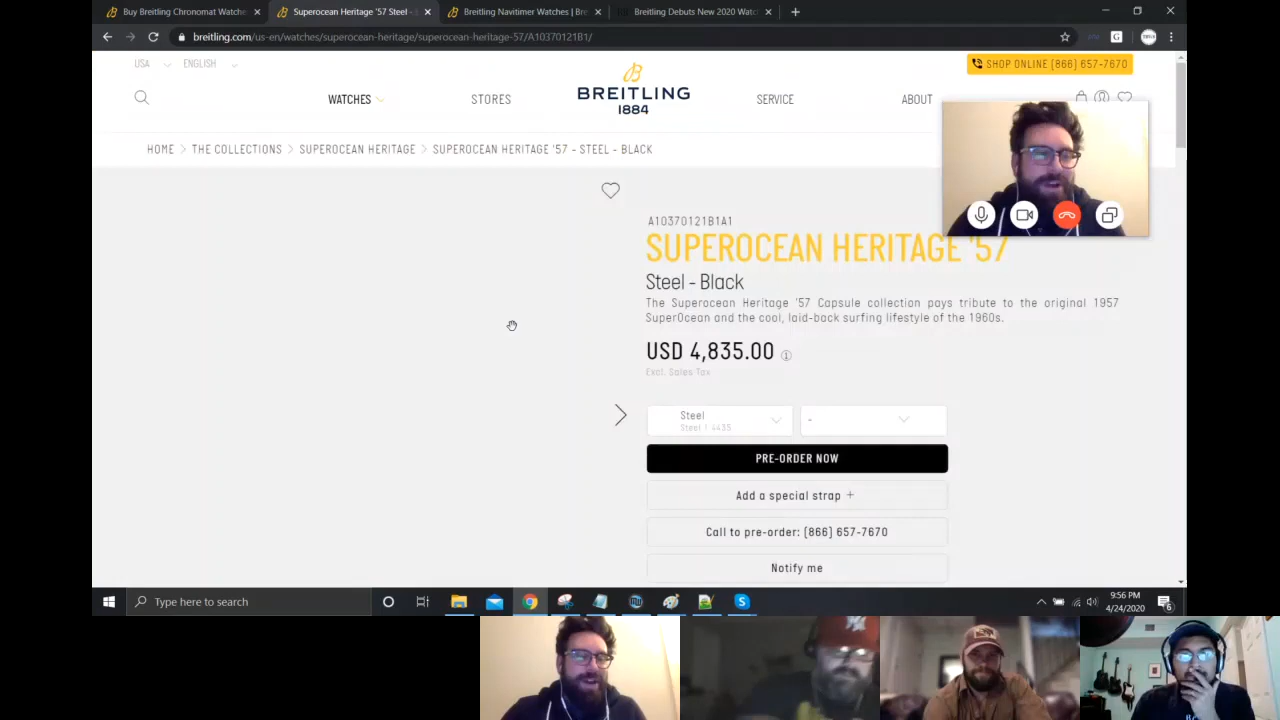 Buy Breitling Chronomat Watche
Superocean Heritage '57 Steel -
Breitling Navitimer Watches | Bre
Breitling Debuts New 2020 Watc
breitling.com/us-en/watches/superocean-heritage/superocean-heritage-57/A10370121B1/
USA
ENGLISH
SHOP ONLINE (866) 657-7670
BREITLING
1884
WATCHES
STORES
SERVICE
ABOUT
HOME > THE COLLECTIONS > SUPEROCEAN HERITAGE > SUPEROCEAN HERITAGE '57 - STEEL - BLACK
A10370121B1A1
SUPEROCEAN HERITAGE '57
Steel - Black
The Superocean Heritage '57 Capsule collection pays tribute to the original 1957
SuperOcean and the cool, laid-back surfing lifestyle of the 1960s.
USD 4,835.00
Excl. Sales Tax
Steel
Steel | 4435
-
PRE-ORDER NOW
Add a special strap +
Call to pre-order: (866) 657-7670
Notify me
Type here to search
9:56 PM
4/24/2020
6